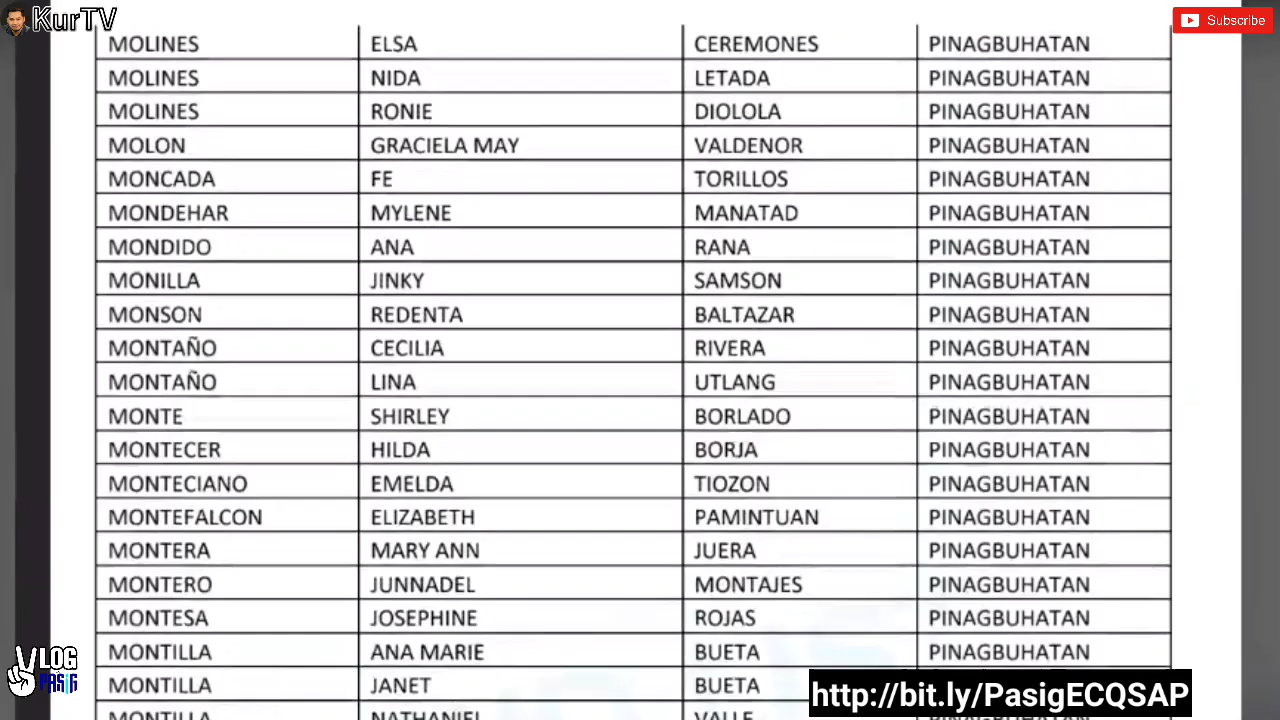 KurTV
Subscribe
MOLINES ELSA CEREMONES PINAGBUHATAN
MOLINES NIDA LETADA PINAGBUHATAN
MOLINES RONIE DIOLOLA PINAGBUHATAN
MOLON GRACIELA MAY VALDENOR PINAGBUHATAN
MONCADA FE TORILLOS PINAGBUHATAN
MONDEHAR MYLENE MANATAD PINAGBUHATAN
MONDIDO ANA RANA PINAGBUHATAN
MONILLA JINKY SAMSON PINAGBUHATAN
MONSON REDENTA BALTAZAR PINAGBUHATAN
MONTAÑO CECILIA RIVERA PINAGBUHATAN
MONTAÑO LINA UTLANG PINAGBUHATAN
MONTE SHIRLEY BORLADO PINAGBUHATAN
MONTECER HILDA BORJA PINAGBUHATAN
MONTECIANO EMELDA TIOZON PINAGBUHATAN
MONTEFALCON ELIZABETH PAMINTUAN PINAGBUHATAN
MONTERA MARY ANN JUERA PINAGBUHATAN
MONTERO JUNNADEL MONTAJES PINAGBUHATAN
MONTESA JOSEPHINE ROJAS PINAGBUHATAN
MONTILLA ANA MARIE BUETA PINAGBUHATAN
MONTILLA JANET BUETA
MONTILLA NATHANIEL VALLE
VLOG
PASIG
http://bit.ly/PasigECQSAP